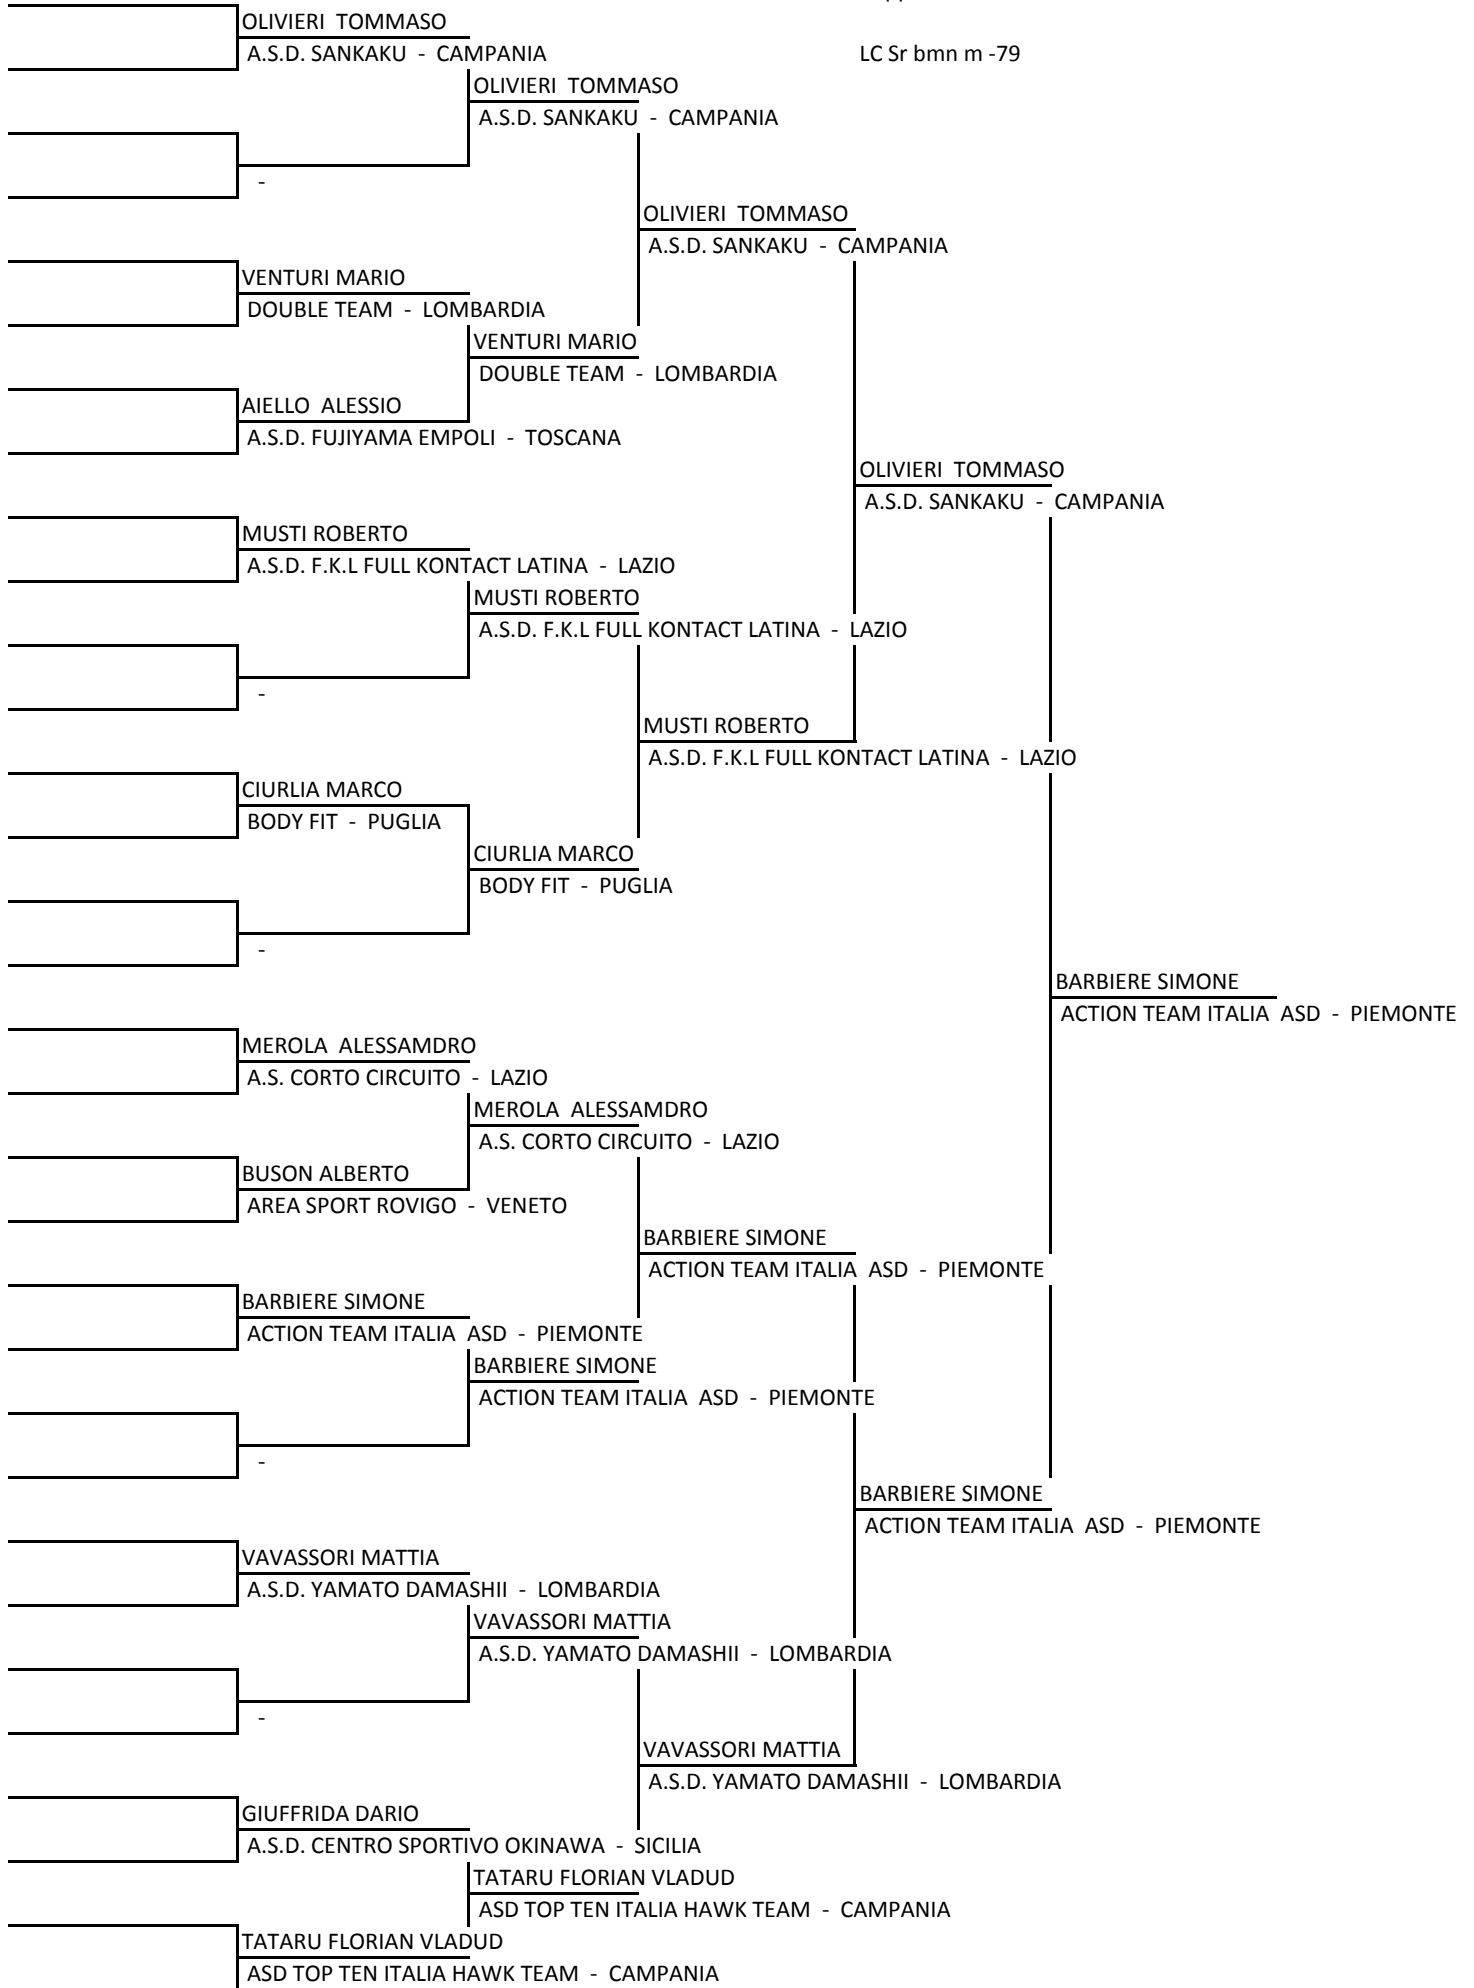 OLIVIERI  TOMMASO
A.S.D. SANKAKU  -  CAMPANIA
LC Sr bmn m -79
OLIVIERI  TOMMASO
A.S.D. SANKAKU  -  CAMPANIA
-
OLIVIERI  TOMMASO
A.S.D. SANKAKU  -  CAMPANIA
VENTURI MARIO
DOUBLE TEAM  -  LOMBARDIA
VENTURI MARIO
DOUBLE TEAM  -  LOMBARDIA
AIELLO  ALESSIO
A.S.D. FUJIYAMA EMPOLI  -  TOSCANA
OLIVIERI  TOMMASO
A.S.D. SANKAKU  -  CAMPANIA
MUSTI ROBERTO
A.S.D. F.K.L FULL KONTACT LATINA  -  LAZIO
MUSTI ROBERTO
A.S.D. F.K.L FULL KONTACT LATINA  -  LAZIO
-
MUSTI ROBERTO
A.S.D. F.K.L FULL KONTACT LATINA  -  LAZIO
CIURLIA MARCO
BODY FIT  -  PUGLIA
CIURLIA MARCO
BODY FIT  -  PUGLIA
-
BARBIERE SIMONE
ACTION TEAM ITALIA  ASD  -  PIEMONTE
MEROLA  ALESSAMDRO
A.S. CORTO CIRCUITO  -  LAZIO
MEROLA  ALESSAMDRO
A.S. CORTO CIRCUITO  -  LAZIO
BUSON ALBERTO
AREA SPORT ROVIGO  -  VENETO
BARBIERE SIMONE
ACTION TEAM ITALIA  ASD  -  PIEMONTE
BARBIERE SIMONE
ACTION TEAM ITALIA  ASD  -  PIEMONTE
BARBIERE SIMONE
ACTION TEAM ITALIA  ASD  -  PIEMONTE
-
BARBIERE SIMONE
ACTION TEAM ITALIA  ASD  -  PIEMONTE
VAVASSORI MATTIA
A.S.D. YAMATO DAMASHII  -  LOMBARDIA
VAVASSORI MATTIA
A.S.D. YAMATO DAMASHII  -  LOMBARDIA
-
VAVASSORI MATTIA
A.S.D. YAMATO DAMASHII  -  LOMBARDIA
GIUFFRIDA DARIO
A.S.D. CENTRO SPORTIVO OKINAWA  -  SICILIA
TATARU FLORIAN VLADUD
ASD TOP TEN ITALIA HAWK TEAM  -  CAMPANIA
TATARU FLORIAN VLADUD
ASD TOP TEN ITALIA HAWK TEAM  -  CAMPANIA